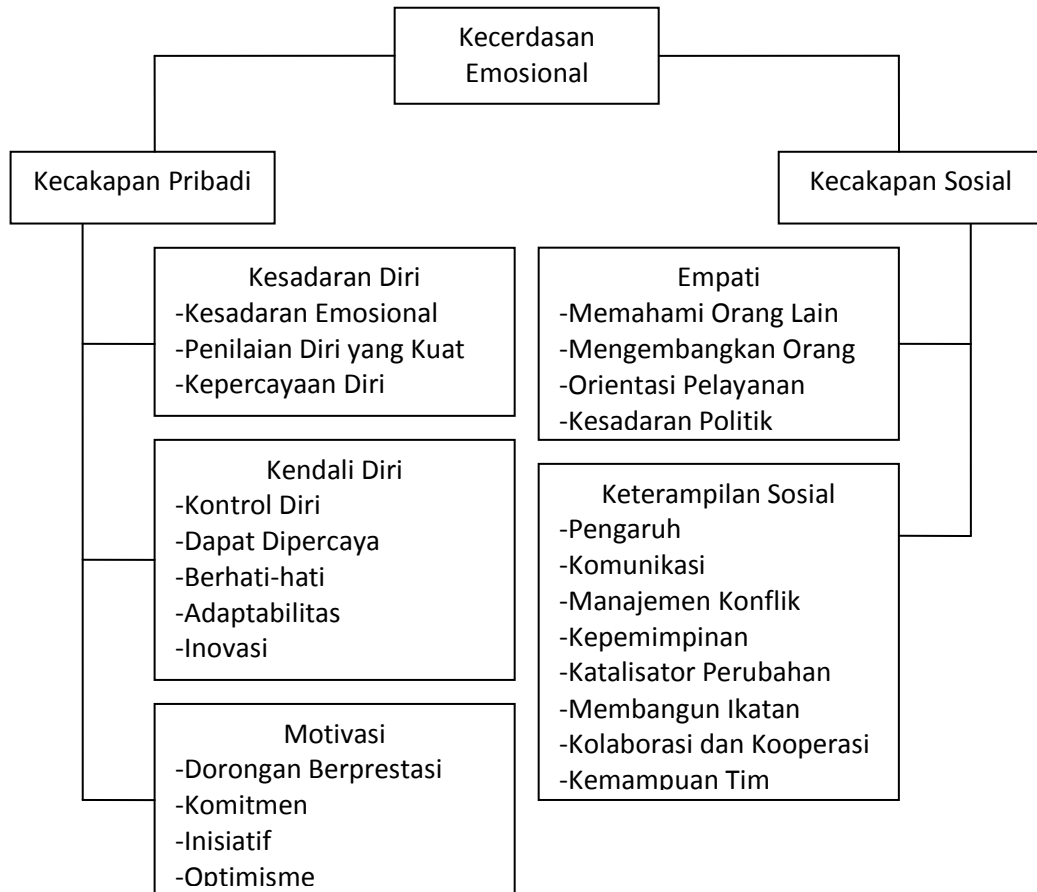 Kecerdasan
Emosional
Kecakapan Pribadi
Kecakapan Sosial
Kesadaran Diri
-Kesadaran Emosional
-Penilaian Diri yang Kuat
-Kepercayaan Diri
Kendali Diri
-Kontrol Diri
-Dapat Dipercaya
-Berhati-hati
-Adaptabilitas
-Inovasi
Motivasi
-Dorongan Berprestasi
-Komitmen
-Inisiatif
-Optimisme
Empati
-Memahami Orang Lain
-Mengembangkan Orang
-Orientasi Pelayanan
-Kesadaran Politik
Keterampilan Sosial
-Pengaruh
-Komunikasi
-Manajemen Konflik
-Kepemimpinan
-Katalisator Perubahan
-Membangun Ikatan
-Kolaborasi dan Kooperasi
-Kemampuan Tim